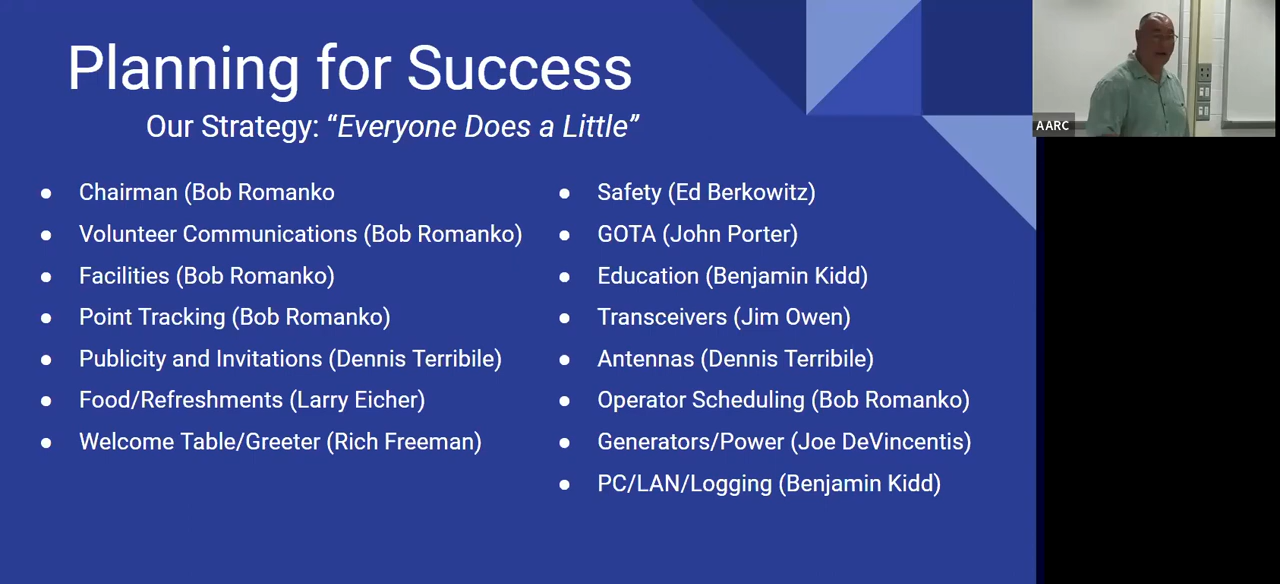 Planning for Success
Our Strategy: “Everyone Does a Little”
● Chairman (Bob Romanko
● Volunteer Communications (Bob Romanko)
● Facilities (Bob Romanko)
● Point Tracking (Bob Romanko)
● Publicity and Invitations (Dennis Terribile)
● Food/Refreshments (Larry Eicher)
● Welcome Table/Greeter (Rich Freeman)
● Safety (Ed Berkowitz)
● GOTA (John Porter)
● Education (Benjamin Kidd)
● Transceivers (Jim Owen)
● Antennas (Dennis Terribile)
● Operator Scheduling (Bob Romanko)
● Generators/Power (Joe DeVincentis)
● PC/LAN/Logging (Benjamin Kidd)
AARC